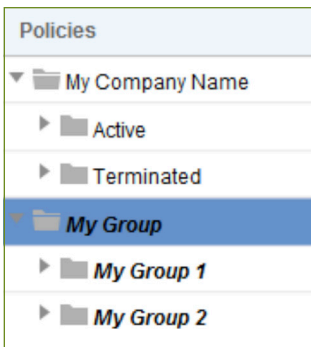 Policies
My Company Name
Active
Terminated
My Group
My Group 1
My Group 2